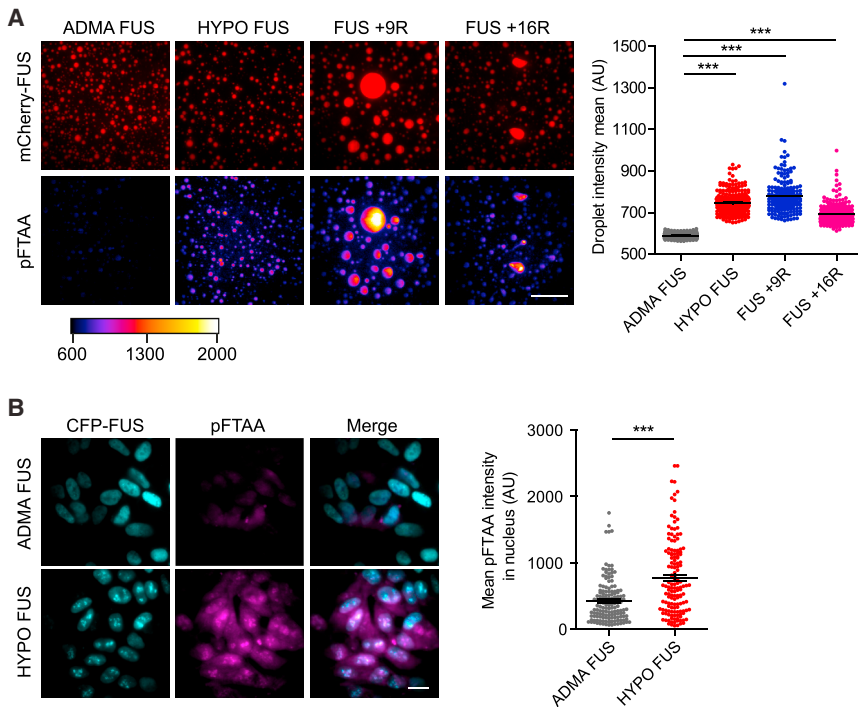 A
ADMA FUS HYPO FUS FUS +9R FUS +16R
mCherry-FUS
pFTAA
600 1300 2000
Droplet intensity mean (AU)
1500
1300
1100
900
700
500
***
***
***
ADMA FUS HYPO FUS FUS +9R FUS +16R
B
CFP-FUS pFTAA Merge
ADMA FUS
HYPO FUS
Mean pFTAA intensity
in nucleus (AU)
3000
2000
1000
0
***
ADMA FUS HYPO FUS